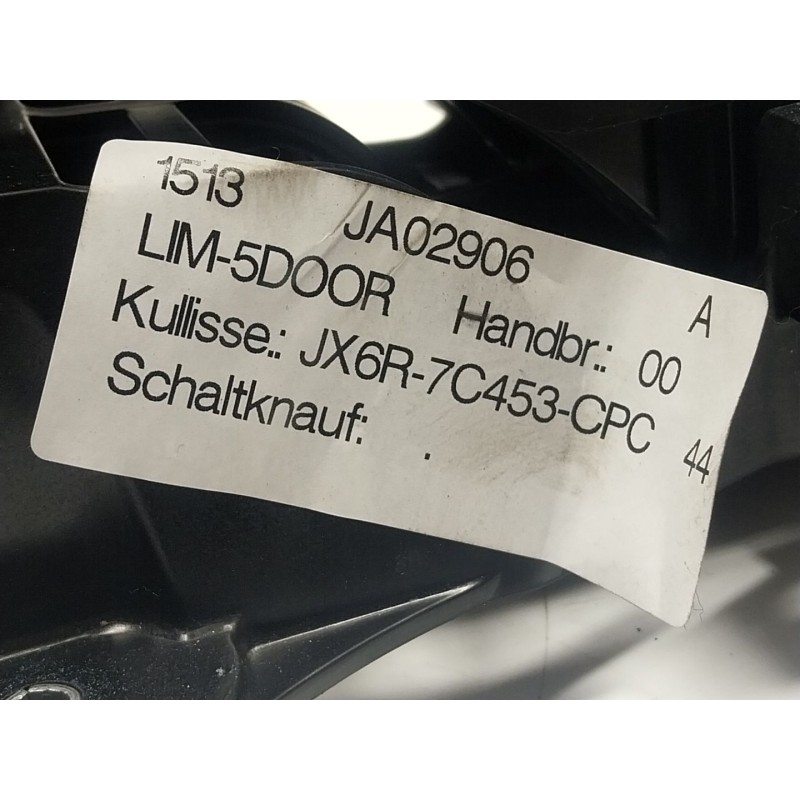 1513 JA02906 A
LIM-5DOOR Handbr.: 00
Kullisse.: JX6R-7C453-CPC 44
Schaltknauf: .